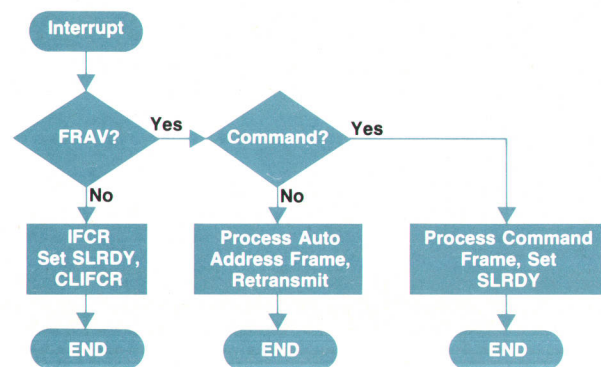 Interrupt
FRAV?
Yes
Command?
Yes
No
No
IFCR
Set SLRDY,
CLIFCR
Process Auto
Address Frame,
Retransmit
Process Command
Frame, Set
SLRDY
END
END
END